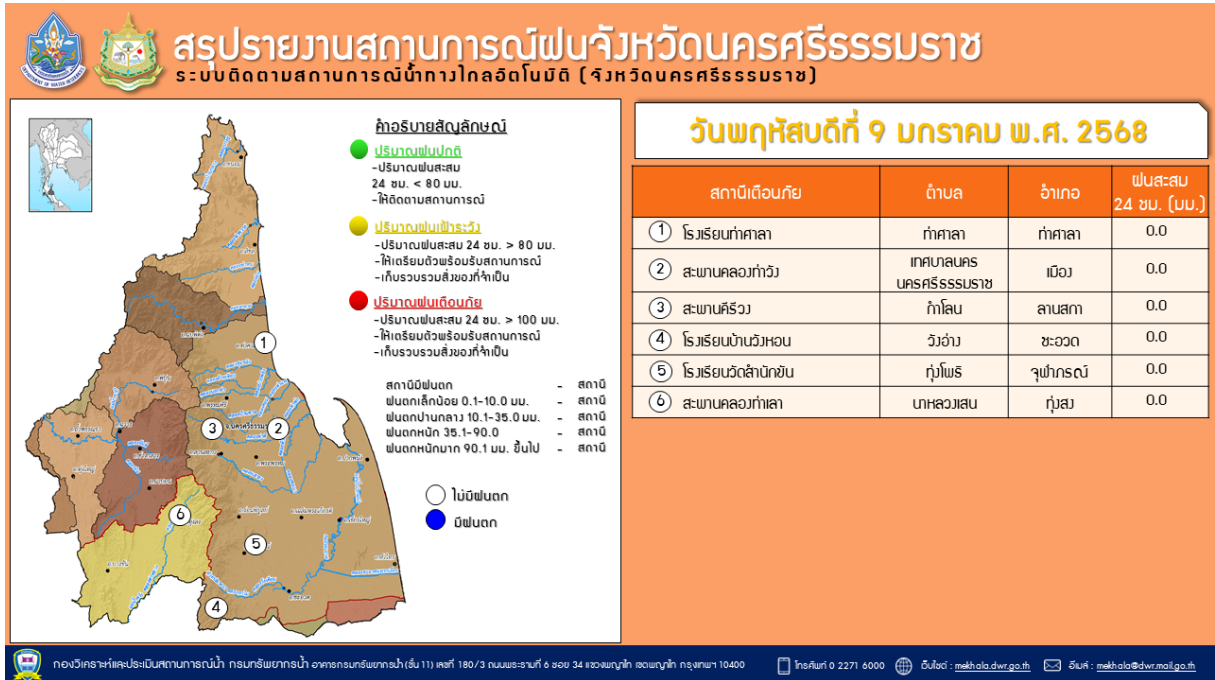 สรุปรายงานสถานการณ์ฝนจังหวัดนครศรีธรรมราช
ระบบติดตามสถานการณ์น้ำทางไกลอัตโนมัติ (จังหวัดนครศรีธรรมราช)
คำอธิบายสัญลักษณ์
ปริมาณฝนปกติ
-ปริมาณฝนสะสม
24 ชม. < 80 มม.
-ให้ติดตามสถานการณ์
ปริมาณฝนเฝ้าระวัง
-ปริมาณฝนสะสม 24 ชม. > 80 มม.
-ให้เตรียมตัวพร้อมรับสถานการณ์
-เก็บรวบรวมสิ่งของที่จำเป็น
ปริมาณฝนเตือนภัย
-ปริมาณฝนสะสม 24 ชม. > 100 มม.
-ให้เตรียมตัวพร้อมรับสถานการณ์
-เก็บรวบรวมสิ่งของที่จำเป็น
สถานีมีฝนตก - สถานี
ฝนตกเล็กน้อย 0.1-10.0 มม. - สถานี
ฝนตกปานกลาง 10.1-35.0 มม. - สถานี
ฝนตกหนัก 35.1-90.0 - สถานี
ฝนตกหนักมาก 90.1 มม. ขึ้นไป - สถานี
ไม่มีฝนตก
มีฝนตก
1
3
2
6
5
4
วันพฤหัสบดีที่ 9 มกราคม พ.ศ. 2568
สถานีเตือนภัย ตำบล อำเภอ ฝนสะสม
24 ชม. (มม.)
1 โรงเรียนท่าศาลา ท่าศาลา ท่าศาลา 0.0
2 สะพานคลองท่าวัง เทศบาลนคร
นครศรีธรรมราช เมือง 0.0
3 สะพานคีรีวง กำโลน ลานสกา 0.0
4 โรงเรียนบ้านวังหอน วังอ่าง ชะอวด 0.0
5 โรงเรียนวัดสำนักขัน ทุ่งโพธิ จุฬาภรณ์ 0.0
6 สะพานคลองท่าเลา นาหลวงเสน ทุ่งสง 0.0
กองวิเคราะห์และประเมินสถานการณ์น้ำ กรมทรัพยากรน้ำ อาคารกรมทรัพยากรน้ำ (ชั้น 11) เลขที่ 180/3 ถนนพระรามที่ 6 ซอย 34 แขวงพญาไท เขตพญาไท กรุงเทพฯ 10400 โทรศัพท์ 0 2271 6000 เว็บไซต์ : mekhala.dwr.go.th อีเมล์ : mekhala@dwr.mail.go.th